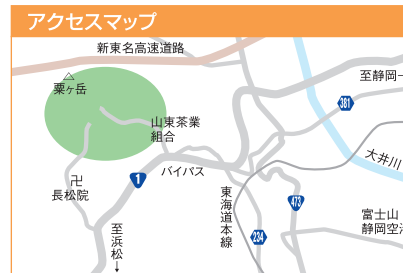 アクセスマップ
新東名高速道路
至静岡
粟ヶ岳
381
山東茶業
組合
大井川
1
バイパス
卍
長松院
東海道本線
473
富士山
静岡空
至浜松
↓
234